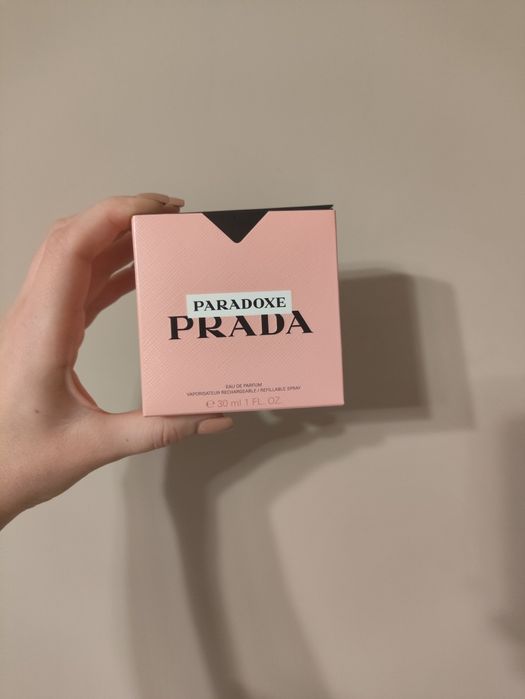 PARADOXE
PRADA
EAU DE PARFUM
VAPORISATEUR RECHARGEABLE / REFILLABLE SPRAY
℮ 30 ml 1 FL. OZ.